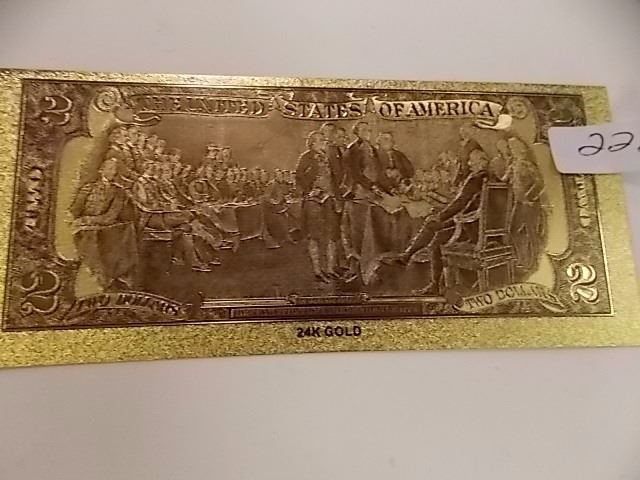 THE UNITED STATES OF AMERICA
2
22
TWO
2
2
TWO DOLLARS
TWO DOLLARS
24K GOLD